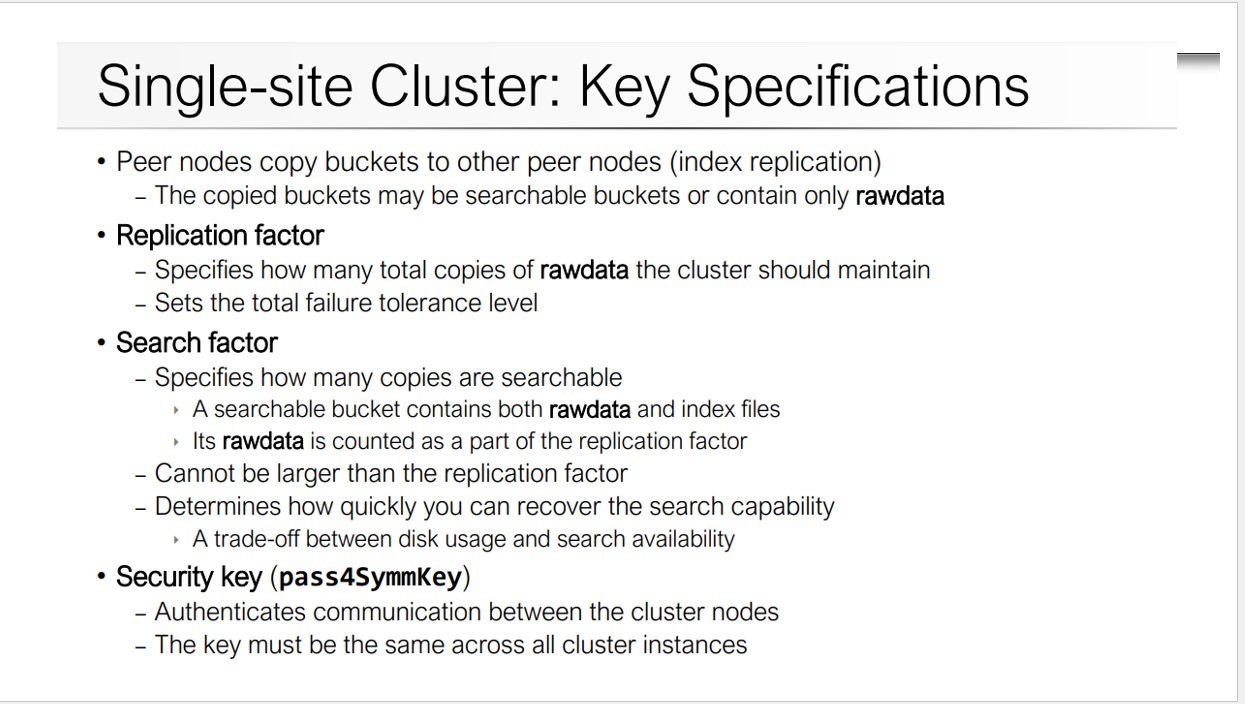 Single-site Cluster: Key Specifications
• Peer nodes copy buckets to other peer nodes (index replication)
– The copied buckets may be searchable buckets or contain only rawdata
• Replication factor
– Specifies how many total copies of rawdata the cluster should maintain
– Sets the total failure tolerance level
• Search factor
– Specifies how many copies are searchable
‣ A searchable bucket contains both rawdata and index files
‣ Its rawdata is counted as a part of the replication factor
– Cannot be larger than the replication factor
– Determines how quickly you can recover the search capability
‣ A trade-off between disk usage and search availability
• Security key (pass4SymmKey)
– Authenticates communication between the cluster nodes
– The key must be the same across all cluster instances